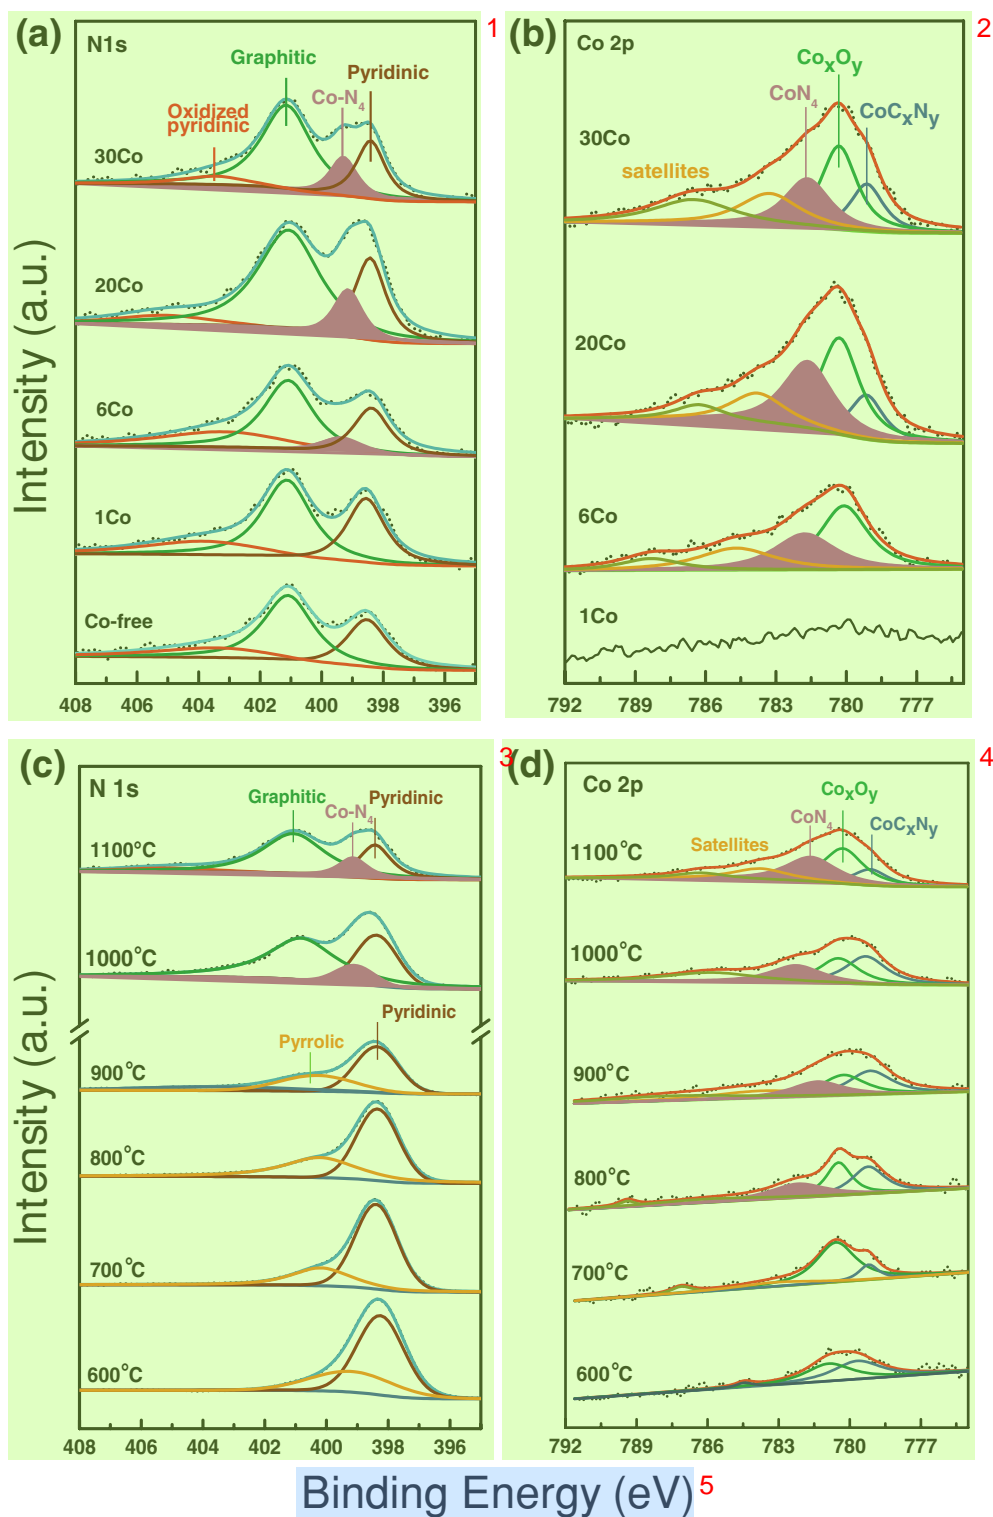 (a)
N1s
1
Graphitic
Pyridinic
Co-N4
Oxidized
pyridinic
30Co
20Co
6Co
1Co
Co-free
408 406 404 402 400 398 396
(b)
Co 2p
2
CoxOy
CoN4
CoCxNy
30Co
satellites
20Co
6Co
1Co
792 789 786 783 780 777
Intensity (a.u.)
(c)
N 1s
3
Graphitic
Pyridinic
Co-N4
1100°C
1000°C
Pyridinic
Pyrrolic
900°C
800°C
700°C
600°C
408 406 404 402 400 398 396
(d)
Co 2p
4
CoxOy
CoN4
CoCxNy
Satellites
1100°C
1000°C
900°C
800°C
700°C
600°C
792 789 786 783 780 777
Intensity (a.u.)
Binding Energy (eV)
5